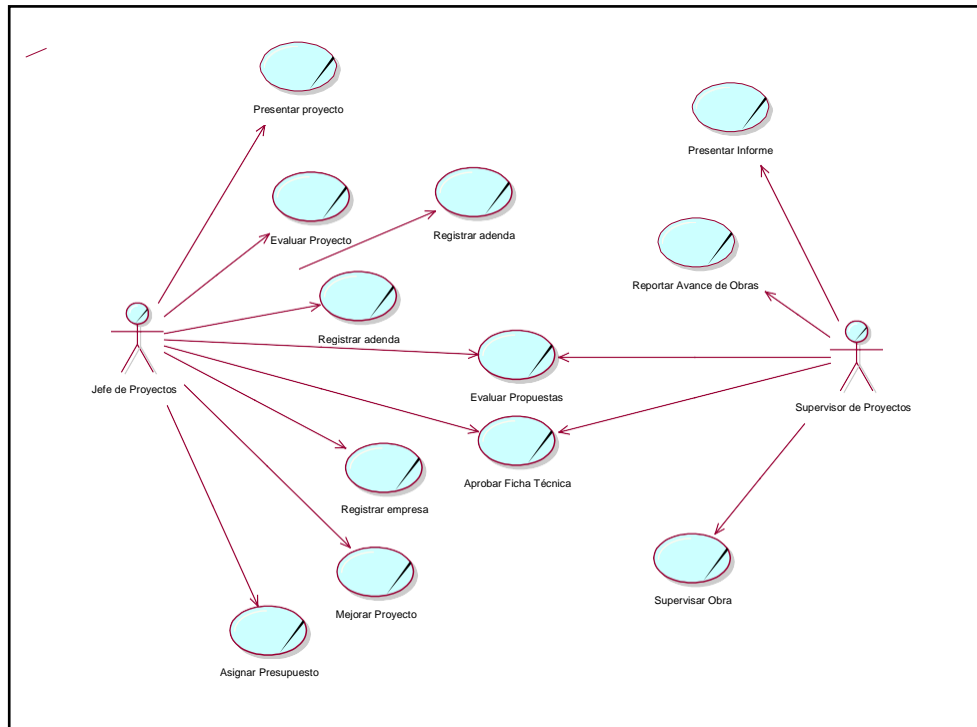 Presentar proyecto
Presentar Informe
Evaluar Proyecto
Registrar adenda
Reportar Avance de Obras
Registrar adenda
Jefe de Proyectos
Evaluar Propuestas
Supervisor de Proyectos
Aprobar Ficha Técnica
Registrar empresa
Mejorar Proyecto
Supervisar Obra
Asignar Presupuesto